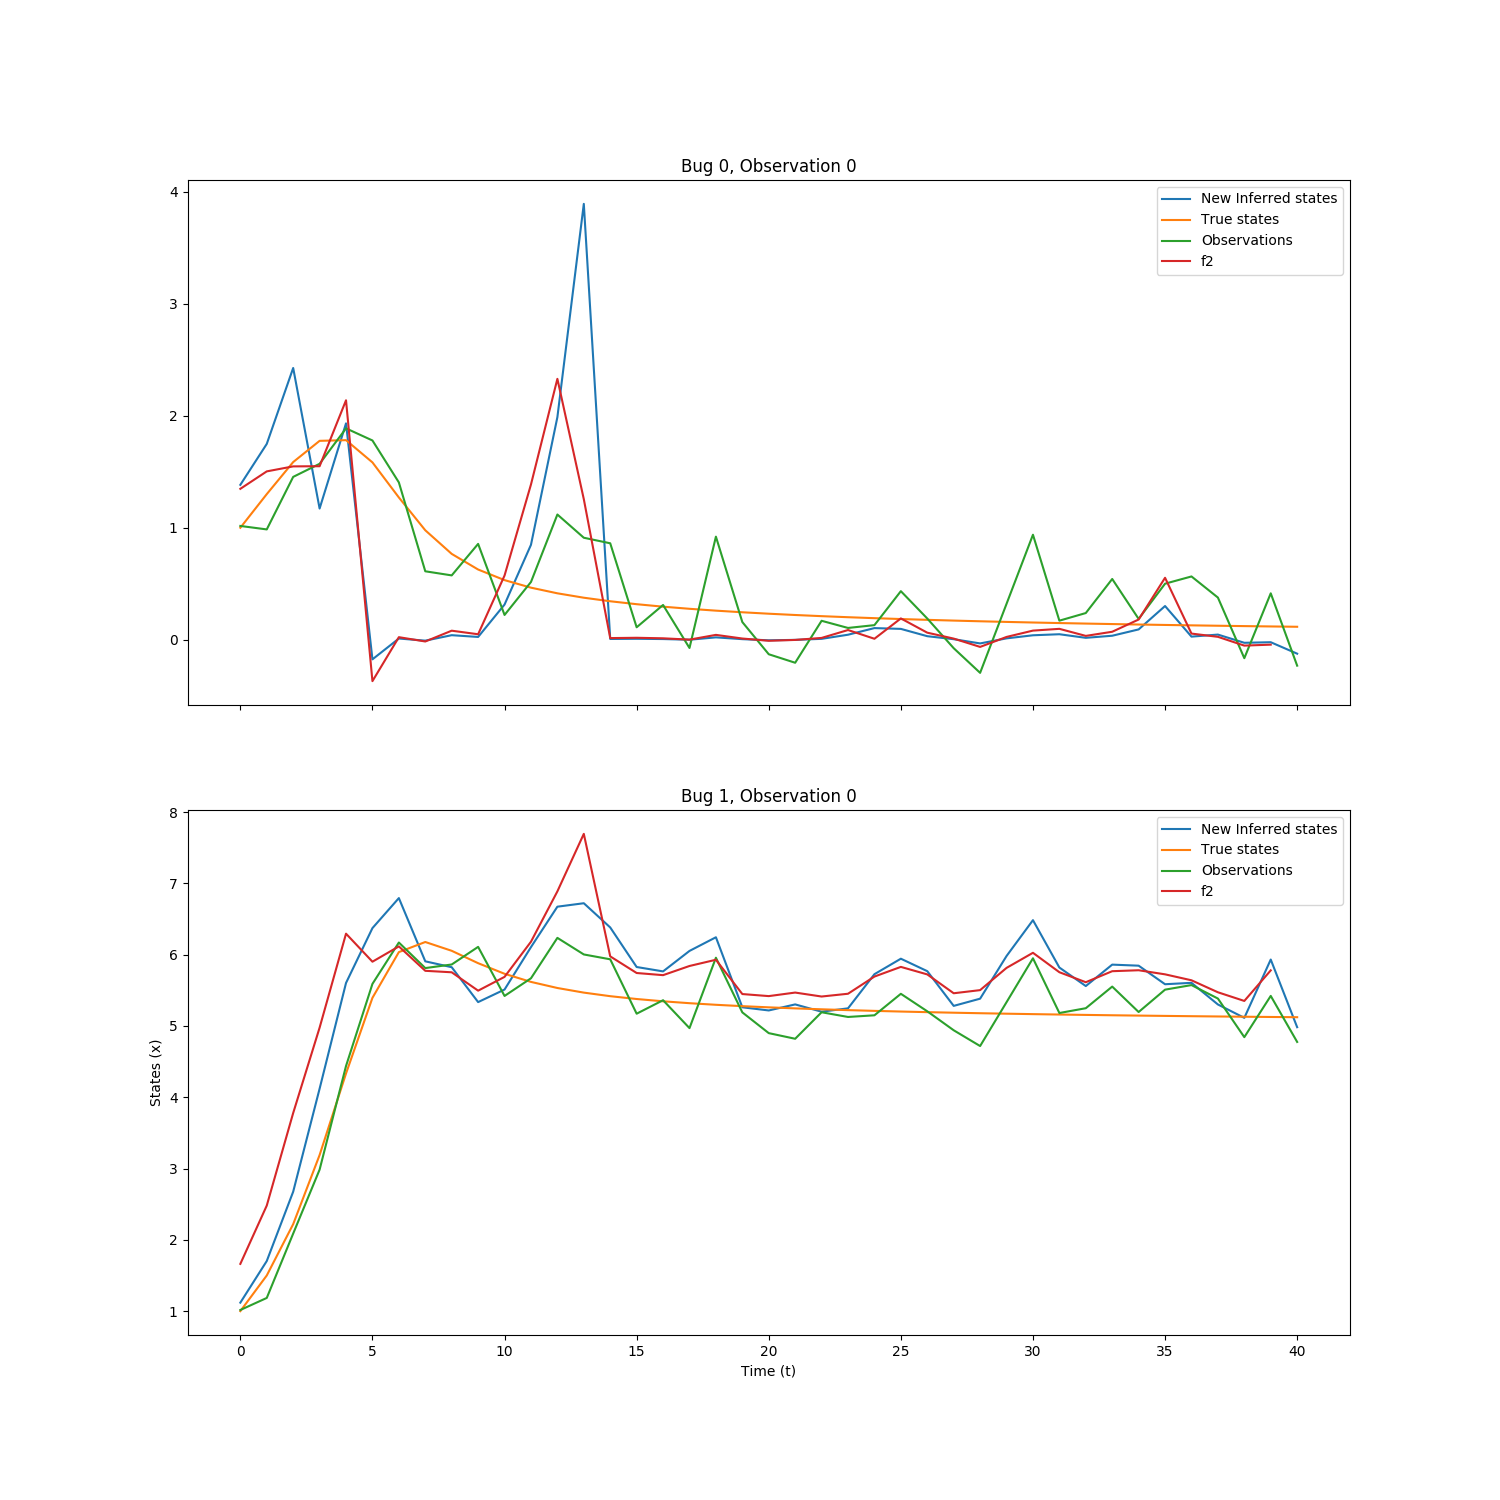 Bug 0, Observation 0
4
3
2
1
0
New Inferred states
True states
Observations
f2
Bug 1, Observation 0
8
7
6
5
4
3
2
1
States (x)
New Inferred states
True states
Observations
f2
0 5 10 15 20 25 30 35 40
Time (t)